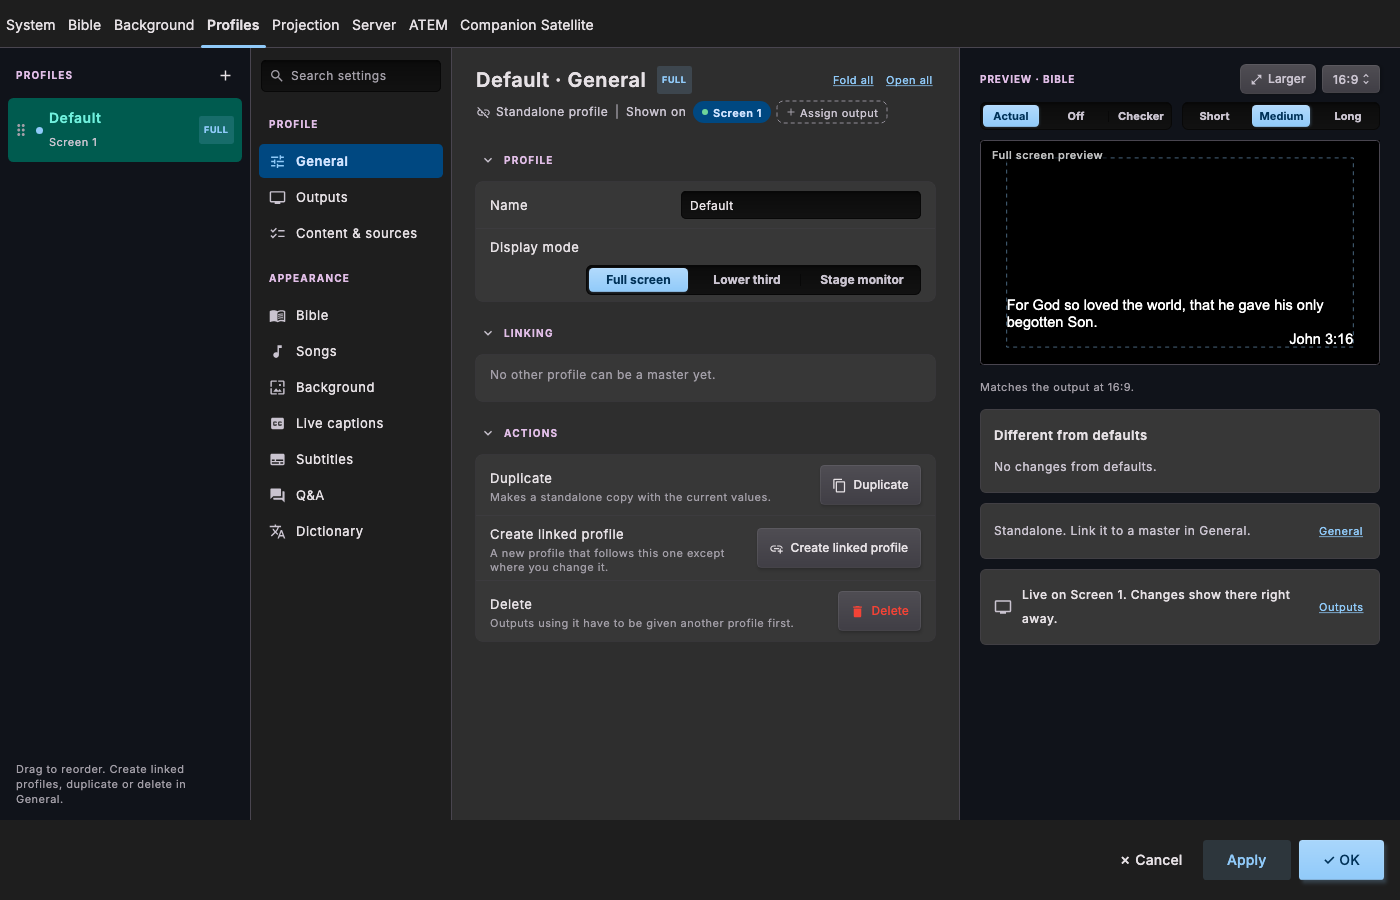 System Bible Background Profiles Projection Server ATEM Companion Satellite
PROFILES
Default
Screen 1
FULL
Drag to reorder. Create linked
profiles, duplicate or delete in
General.
Search settings
PROFILE
General
Outputs
Content & sources
APPEARANCE
Bible
Songs
Background
Live captions
Subtitles
Q&A
Dictionary
Default · General FULL
Fold all Open all
Standalone profile | Shown on Screen 1 + Assign output
PROFILE
Name Default
Display mode
Full screen Lower third Stage monitor
LINKING
No other profile can be a master yet.
ACTIONS
Duplicate
Makes a standalone copy with the current values.
Duplicate
Create linked profile
A new profile that follows this one except
where you change it.
Create linked profile
Delete
Outputs using it have to be given another profile first.
Delete
PREVIEW · BIBLE
Larger 16:9
Actual Off Checker Short Medium Long
Full screen preview
For God so loved the world, that he gave his only
begotten Son.
John 3:16
Matches the output at 16:9.
Different from defaults
No changes from defaults.
Standalone. Link it to a master in General. General
Live on Screen 1. Changes show there right
away.
Outputs
Cancel Apply OK